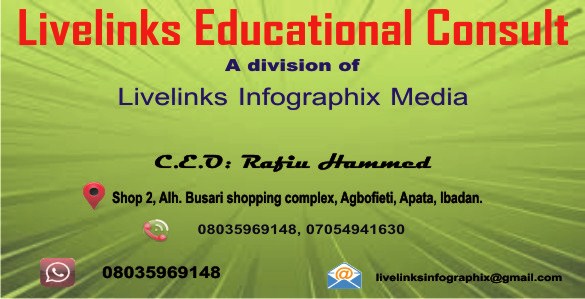 Livelinks Educational Consult
A division of
Livelinks Infographix Media
C.E.O: Rafiu Hammed
Shop 2, Alh. Busari shopping complex, Agbofieti, Apata, Ibadan.
08035969148, 07054941630
08035969148
livelinksinfographix@gmail.com